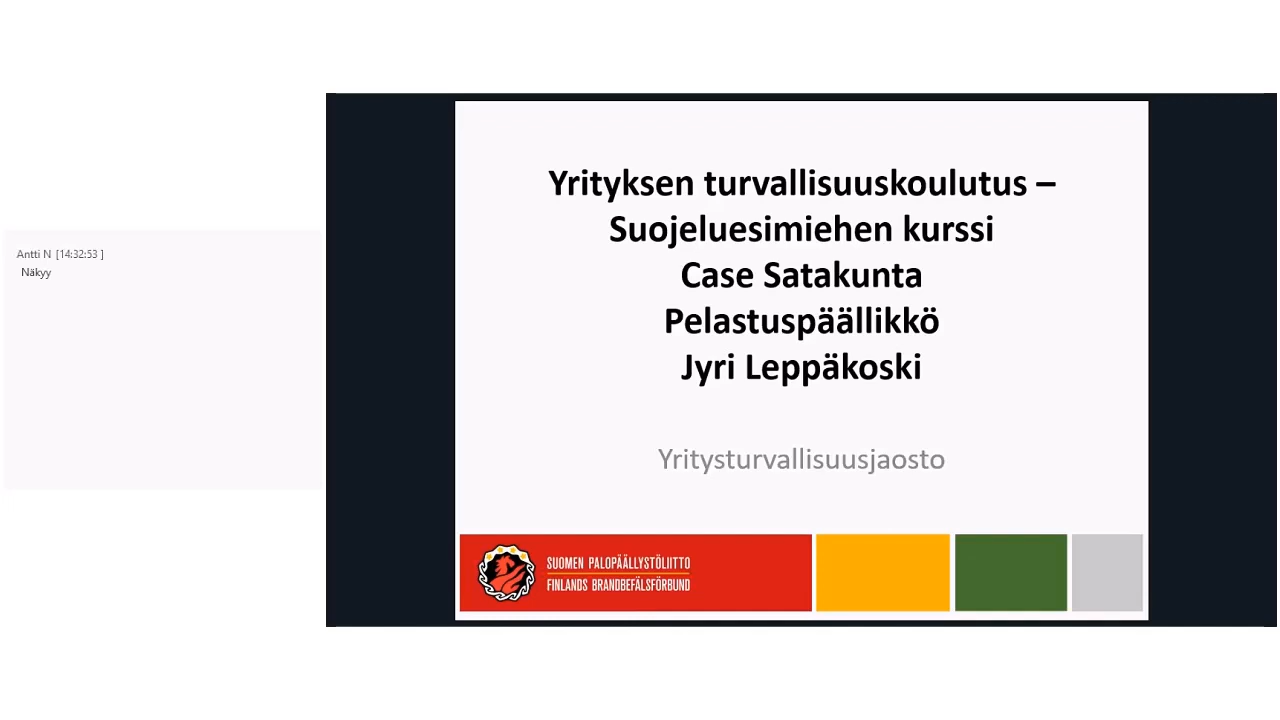 Antti N [14:32:53 ]
Näkyy
Yrityksen turvallisuuskoulutus –
Suojeluesimiehen kurssi
Case Satakunta
Pelastuspäällikkö
Jyri Leppäkoski
Yritysturvallisuusjaosto
SUOMEN PALOPÄÄLLYSTÖLIITTO
FINLANDS BRANDBEFÄLSFÖRBUND